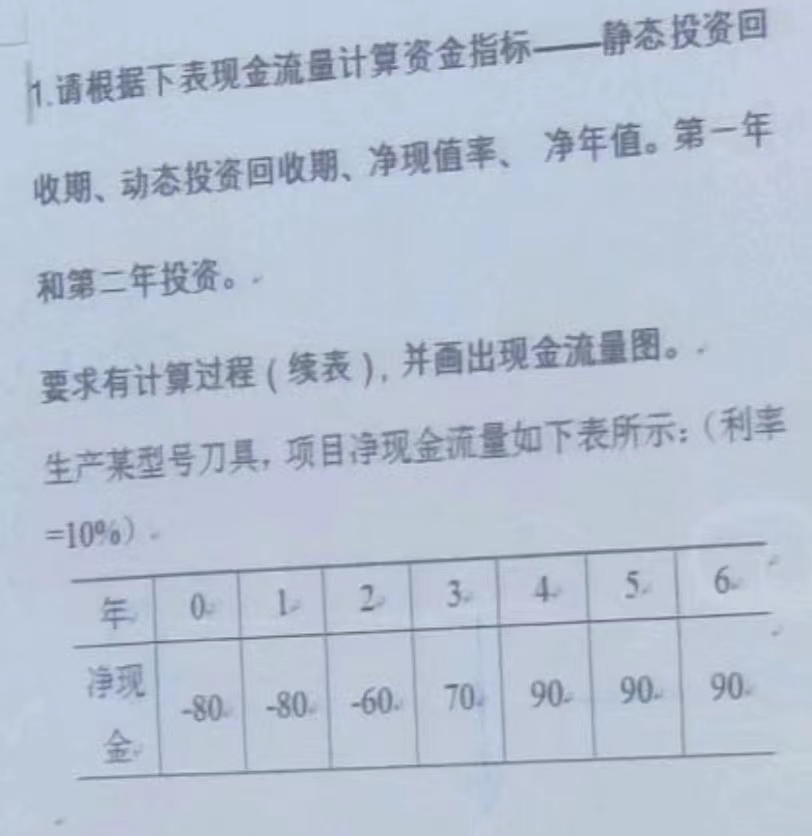 1.请根据下表现金流量计算资金指标——静态投资回
收期、动态投资回收期、净现值率、 净年值。第一年
和第二年投资。
要求有计算过程（续表），并画出现金流量图。
生产某型号刀具，项目净现金流量如下表所示：（利率
=10%）
年 0 1 2 3 4 5 6
净现金 -80 -80 -60 70 90 90 90